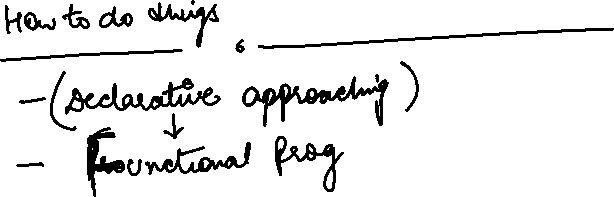 How to do things
- (Declarative approaching)
↓
- Functional Prog